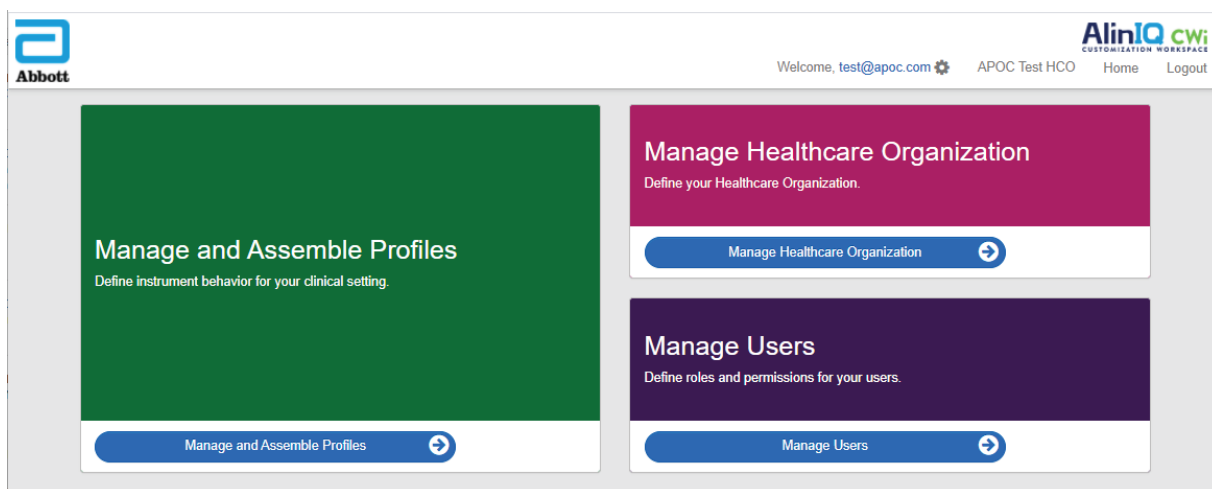 Abbott
AlinIQ CWi
CUSTOMIZATION WORKSPACE
Welcome, test@apoc.com APOC Test HCO Home Logout
Manage and Assemble Profiles
Define instrument behavior for your clinical setting.
Manage and Assemble Profiles
Manage Healthcare Organization
Define your Healthcare Organization.
Manage Healthcare Organization
Manage Users
Define roles and permissions for your users.
Manage Users